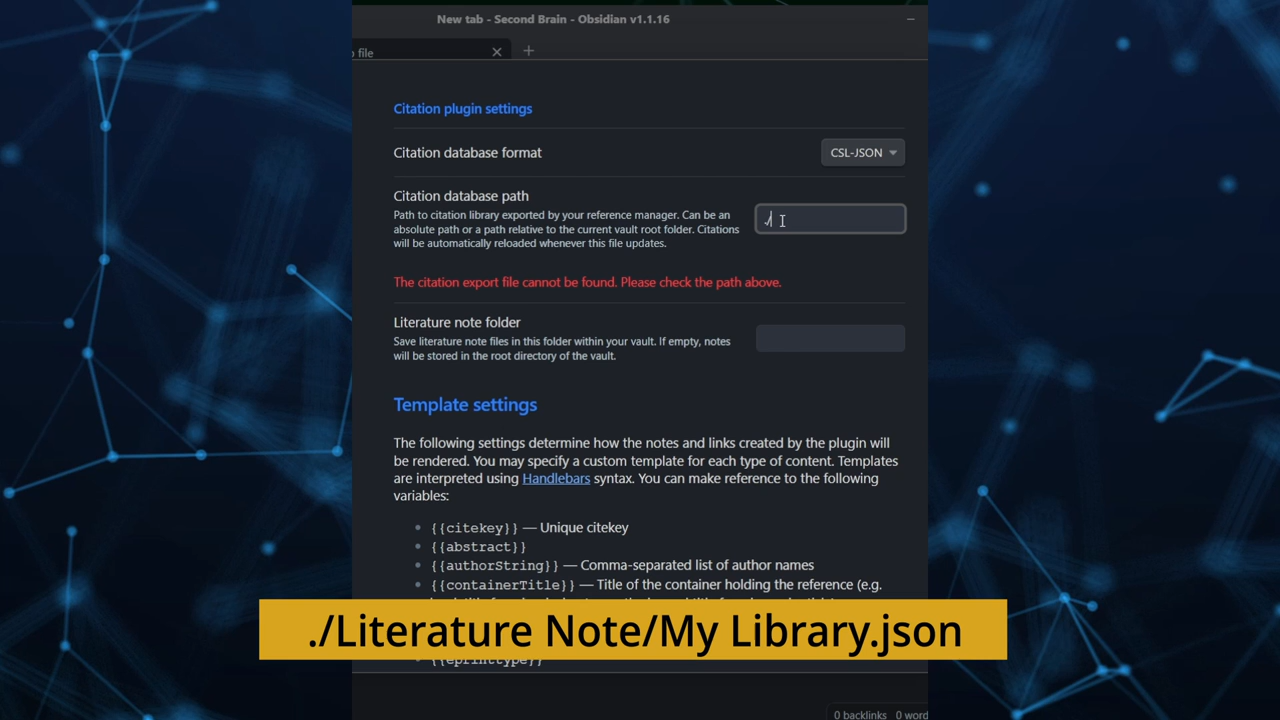 New tab - Second Brain - Obsidian v1.1.16
file
Citation plugin settings
Citation database format
CSL-JSON
Citation database path
Path to citation library exported by your reference manager. Can be an
absolute path or a path relative to the current vault root folder. Citations
will be automatically reloaded whenever this file updates.
./
The citation export file cannot be found. Please check the path above.
Literature note folder
Save literature note files in this folder within your vault. If empty, notes
will be stored in the root directory of the vault.
Template settings
The following settings determine how the notes and links created by the plugin will
be rendered. You may specify a custom template for each type of content. Templates
are interpreted using Handlebars syntax. You can make reference to the following
variables:
• {{citekey}} — Unique citekey
• {{abstract}}
• {{authorString}} — Comma-separated list of author names
• {{containerTitle}} — Title of the container holding the reference (e.g.
./Literature Note/My Library.json
{{eprinttype}}
0 backlinks 0 word